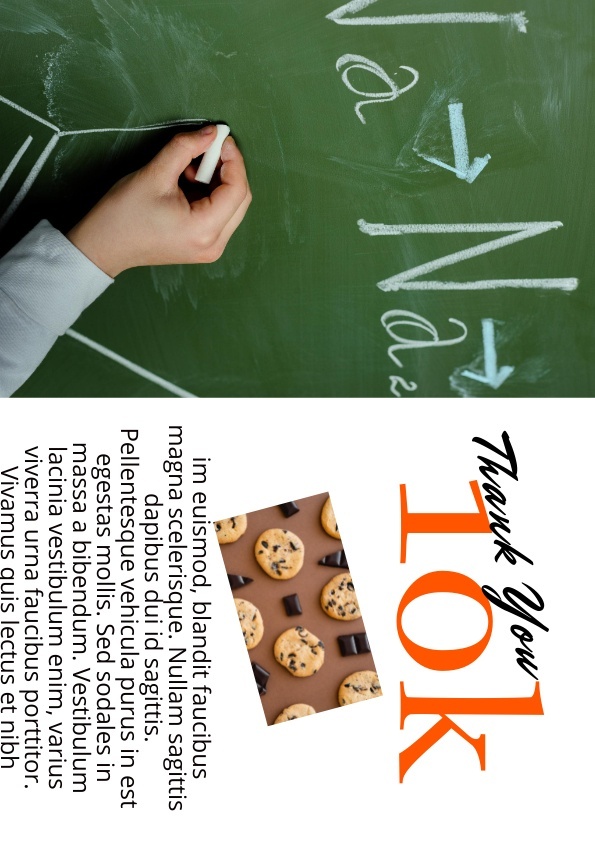 Na → Na₂ →
Thank You
10k
im euismod, blandit faucibus
magna scelerisque. Nullam sagittis
dapibus dui id sagittis.
Pellentesque vehicula purus in est
egestas mollis. Sed sodales in
massa a bibendum. Vestibulum
lacinia vestibulum enim, varius
viverra urna faucibus porttitor.
Vivamus quis lectus et nibh